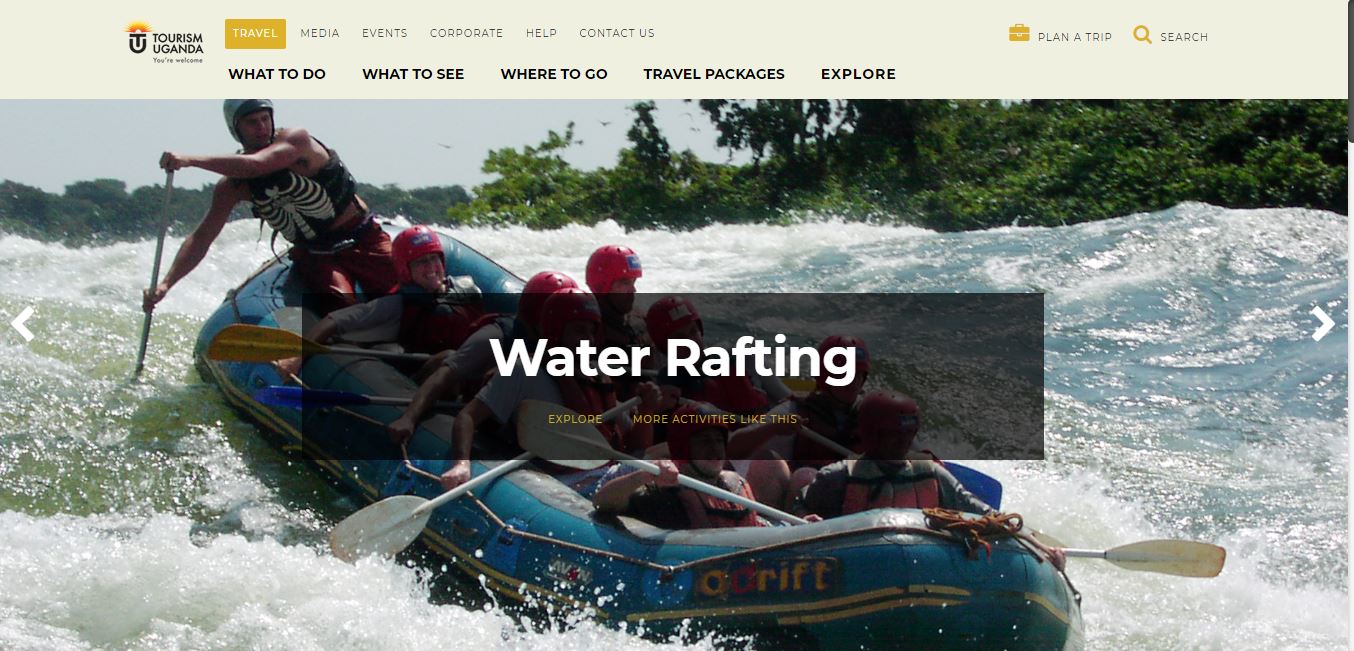 TOURISM
UGANDA
You're welcome
TRAVEL MEDIA EVENTS CORPORATE HELP CONTACT US
PLAN A TRIP SEARCH
WHAT TO DO WHAT TO SEE WHERE TO GO TRAVEL PACKAGES EXPLORE
Water Rafting
EXPLORE MORE ACTIVITIES LIKE THIS
adrift